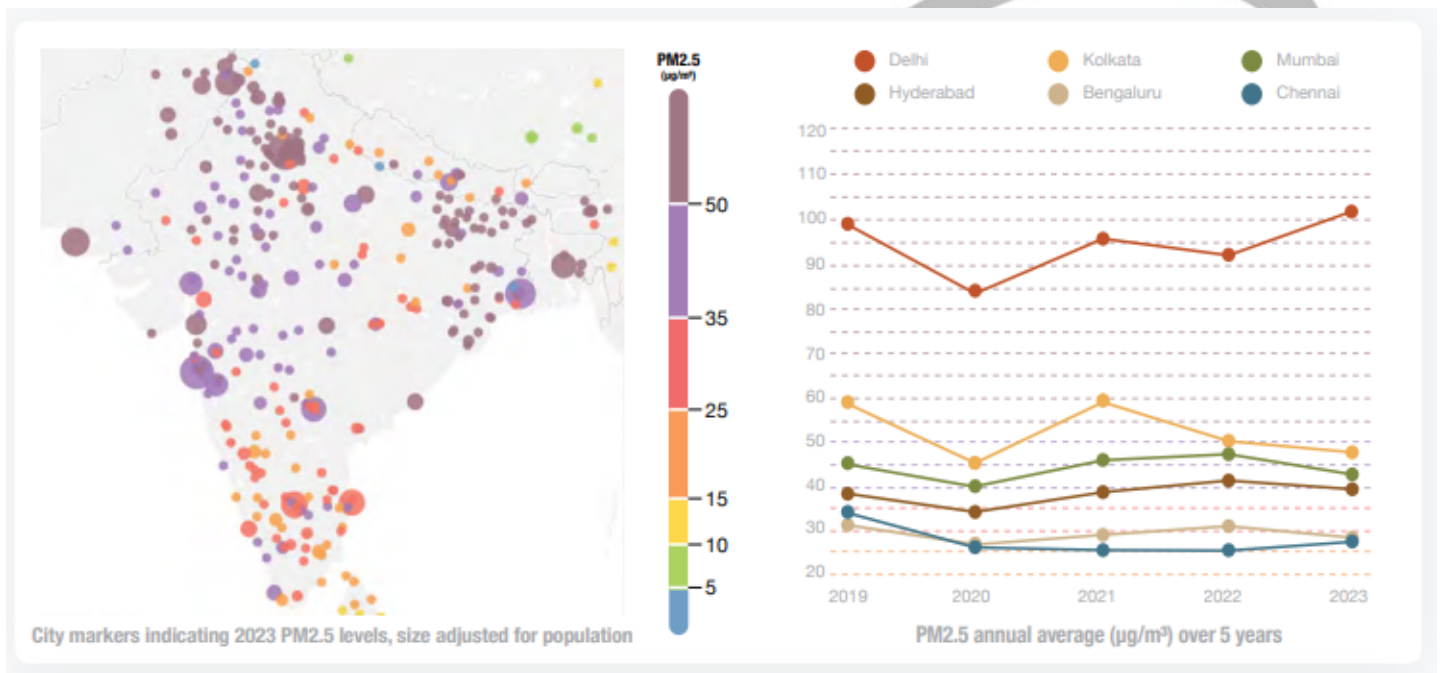 PM2.5
(µg/m³)
50
35
25
15
10
5
City markers indicating 2023 PM2.5 levels, size adjusted for population
Delhi Kolkata Mumbai
Hyderabad Bengaluru Chennai
120
110
100
90
80
70
60
50
40
30
20
2019 2020 2021 2022 2023
PM2.5 annual average (µg/m³) over 5 years